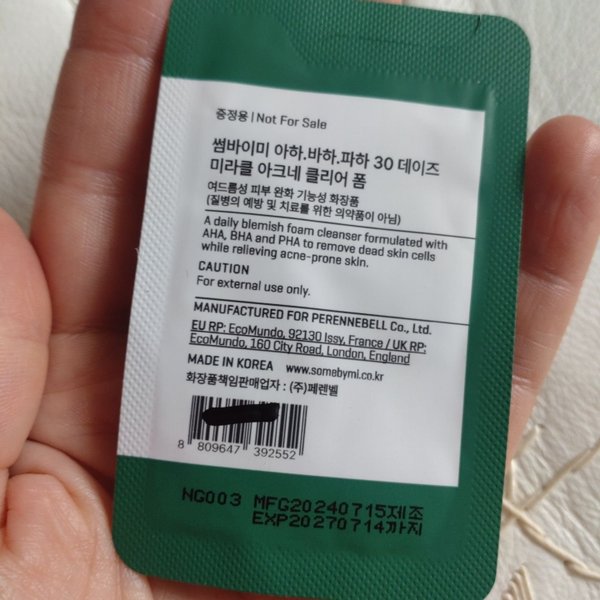 증정용 | Not For Sale
썸바이미 아하.바하.파하 30 데이즈
미라클 아크네 클리어 폼
여드름성 피부 완화 기능성 화장품
(질병의 예방 및 치료를 위한 의약품이 아님)
A daily blemish foam cleanser formulated with
AHA, BHA and PHA to remove dead skin cells
while relieving acne-prone skin.
CAUTION
For external use only.
MANUFACTURED FOR PERENNEBELL Co., Ltd.
EU RP: EcoMundo, 92130 Issy, France / UK RP:
EcoMundo, 160 City Road, London, England
MADE IN KOREA www.somebymi.co.kr
화장품책임판매업자 : (주)페렌벨
8 809647 392552
NG003 MFG20240715제조
EXP20270714까지